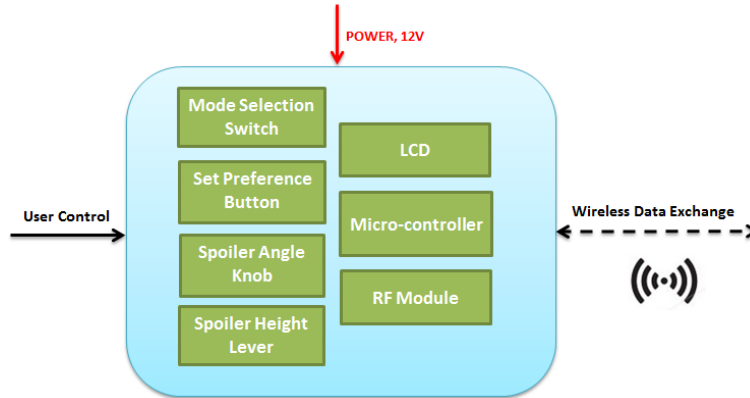 POWER, 12V
Mode Selection
Switch
LCD
Set Preference
Button
User Control
Micro-controller
Wireless Data Exchange
Spoiler Angle
Knob
RF Module
Spoiler Height
Lever